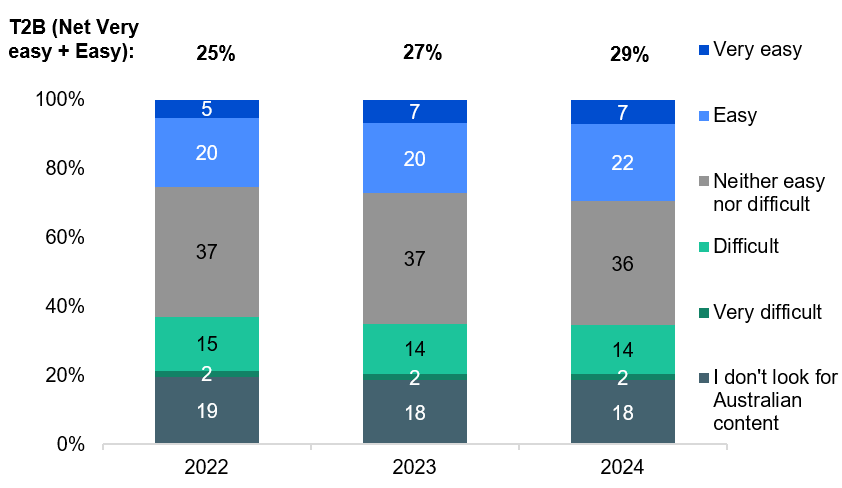 T2B (Net Very
easy + Easy):
25%
27%
29%
Very easy
Easy
Neither easy
nor difficult
Difficult
Very difficult
I don't look for
Australian
content
100%
80%
60%
40%
20%
0%
5
20
37
15
2
19
7
20
37
14
2
18
7
22
36
14
2
18
2022
2023
2024